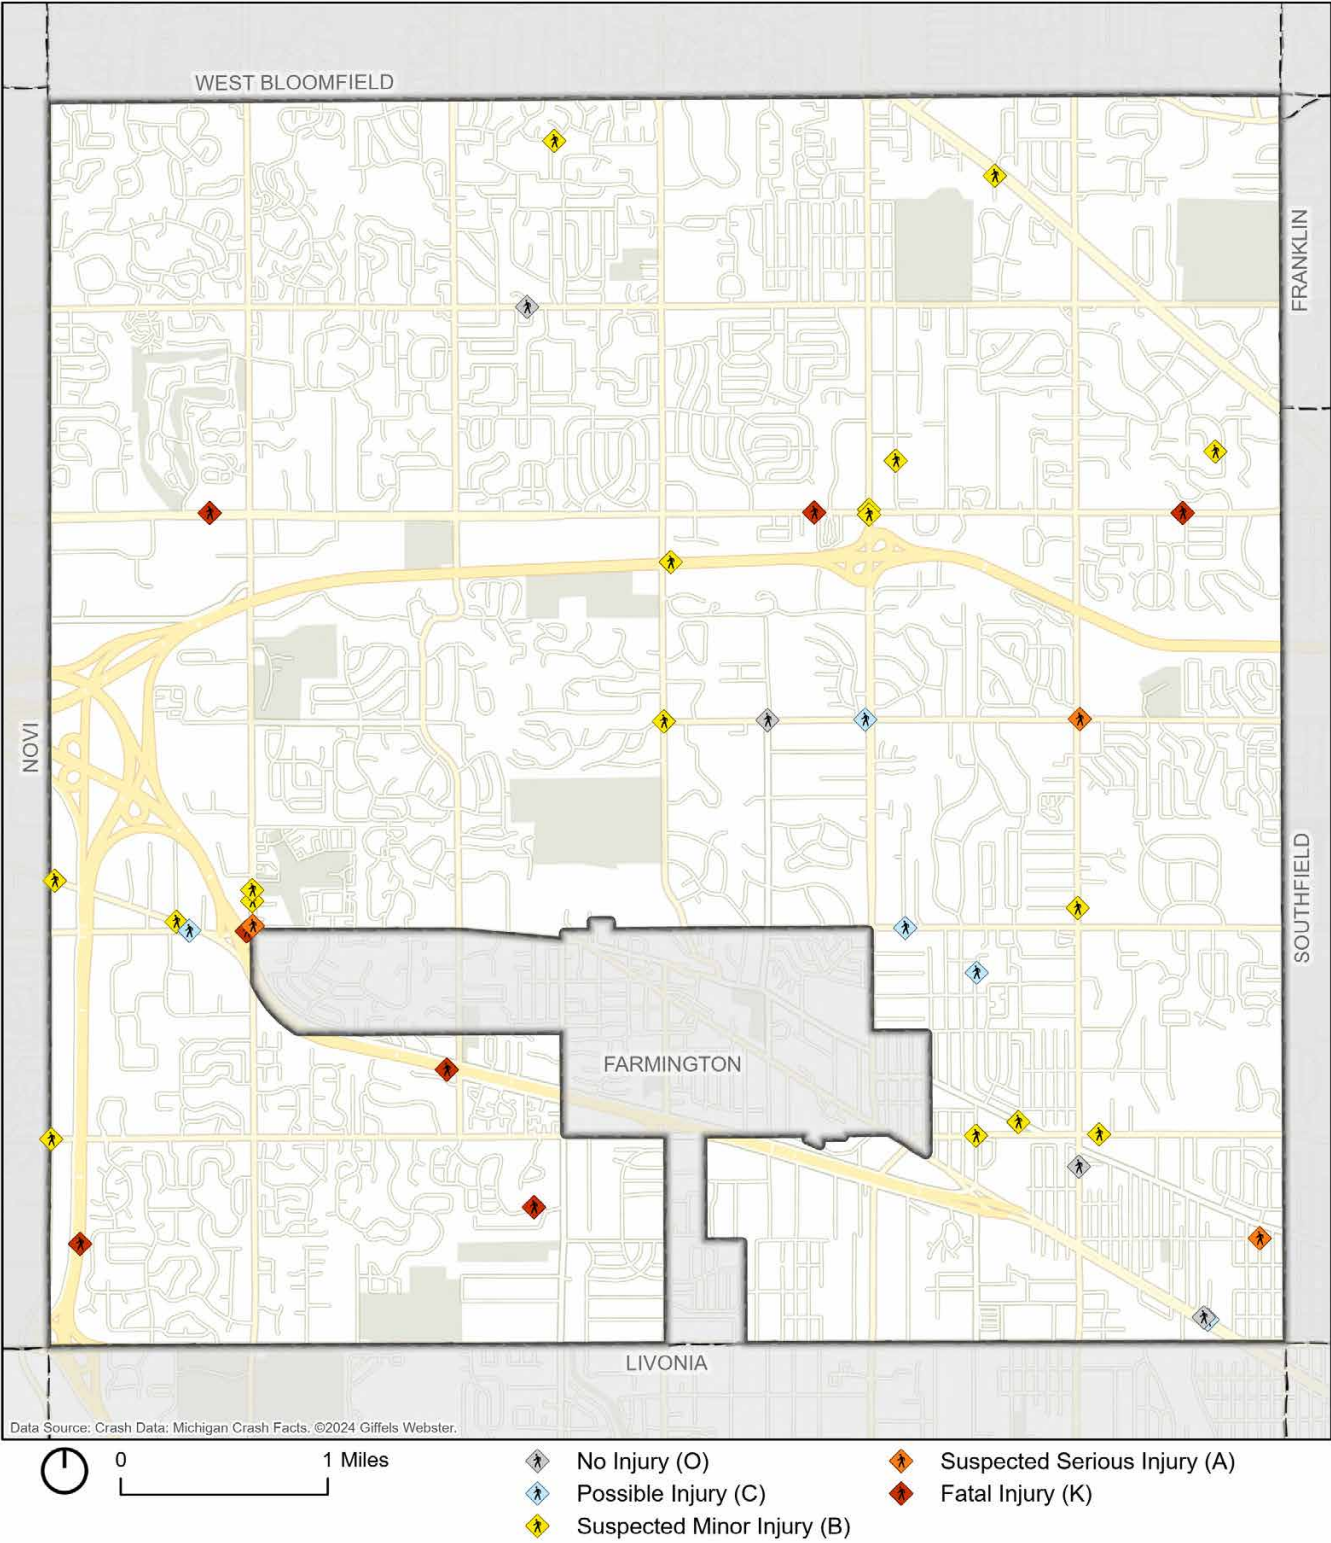 WEST BLOOMFIELD
FRANKLIN
NOVI
SOUTHFIELD
FARMINGTON
LIVONIA
Data Source: Crash Data: Michigan Crash Facts. ©2024 Giffels Webster.
0 1 Miles
No Injury (O)
Possible Injury (C)
Suspected Minor Injury (B)
Suspected Serious Injury (A)
Fatal Injury (K)